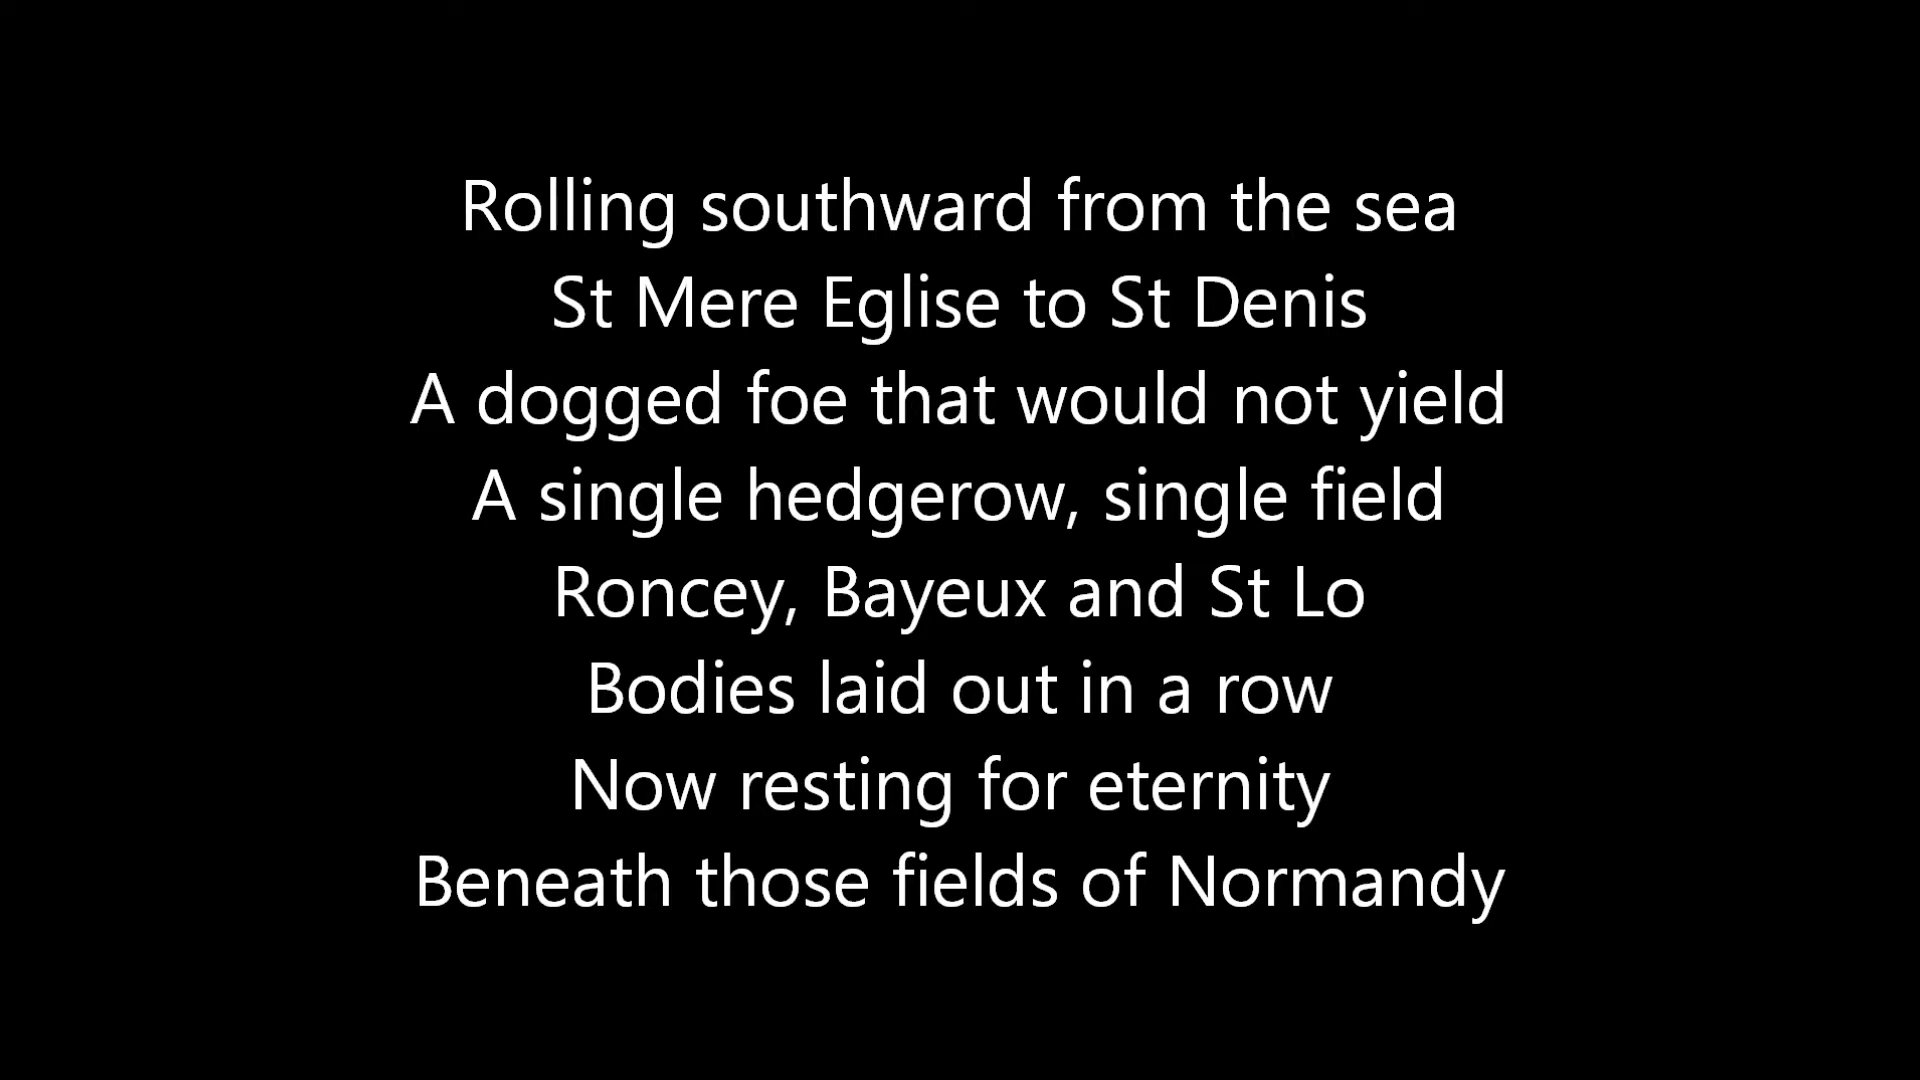 Rolling southward from the sea
St Mere Eglise to St Denis
A dogged foe that would not yield
A single hedgerow, single field
Roncey, Bayeux and St Lo
Bodies laid out in a row
Now resting for eternity
Beneath those fields of Normandy